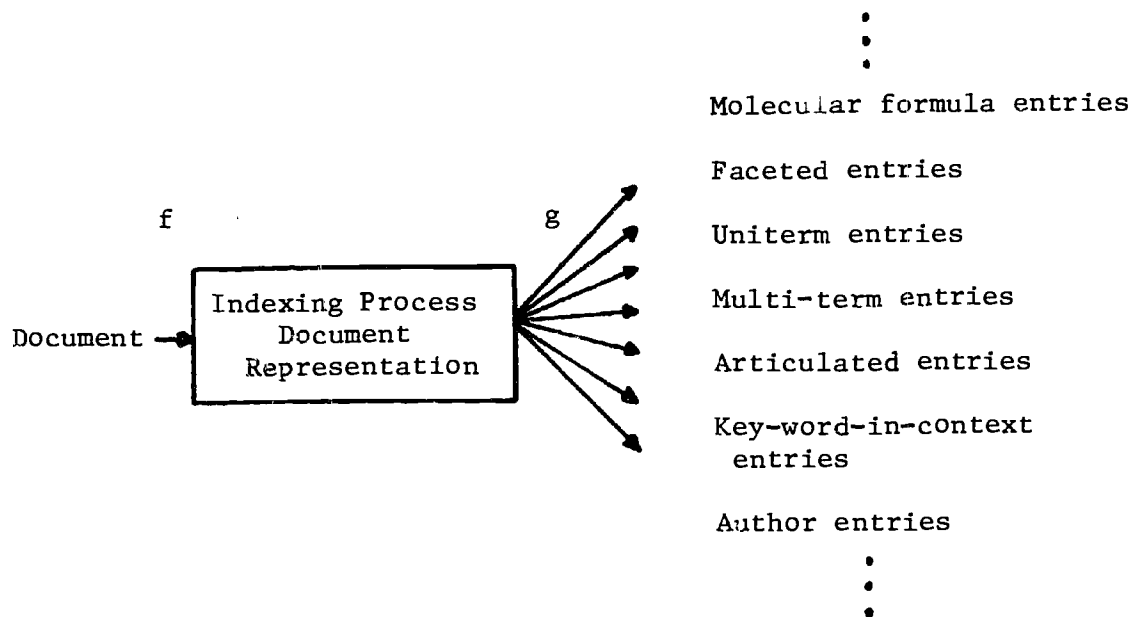 Molecular formula entries
Faceted entries
f
g
Uniterm entries
Indexing Process
Document
Representation
Document
Multi-term entries
Articulated entries
Key-word-in-context
entries
Author entries